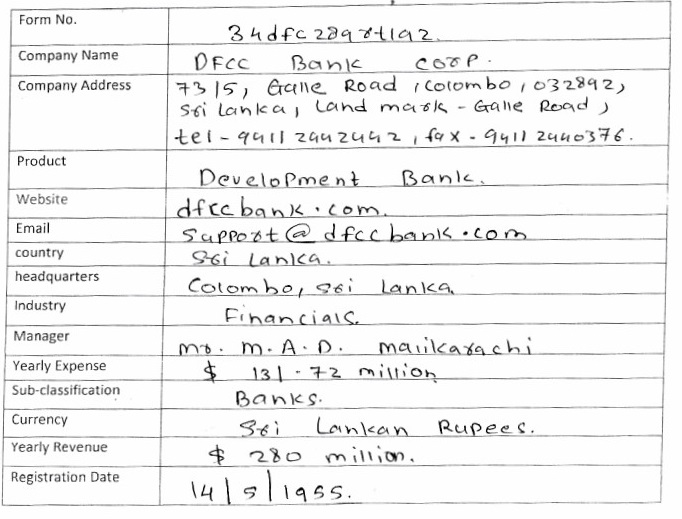 Form No.
34dfc289rt192
Company Name
DFCC Bank corp.
Company Address
73/5, Galle Road, Colombo, 032892,
Sri Lanka, Land mark - Galle Road,
tel - 9411 2442442, fax - 9411 2440376.
Product
Development Bank.
Website
dfccbank.com.
Email
support@dfccbank.com
country
Sri Lanka.
headquarters
Colombo, Sri Lanka
Industry
Financials.
Manager
mr. m.A.D. malikarachi
Yearly Expense
$ 131.72 million
Sub-classification
Banks.
Currency
Sri Lankan Rupees.
Yearly Revenue
$ 280 million.
Registration Date
14/5/1955.